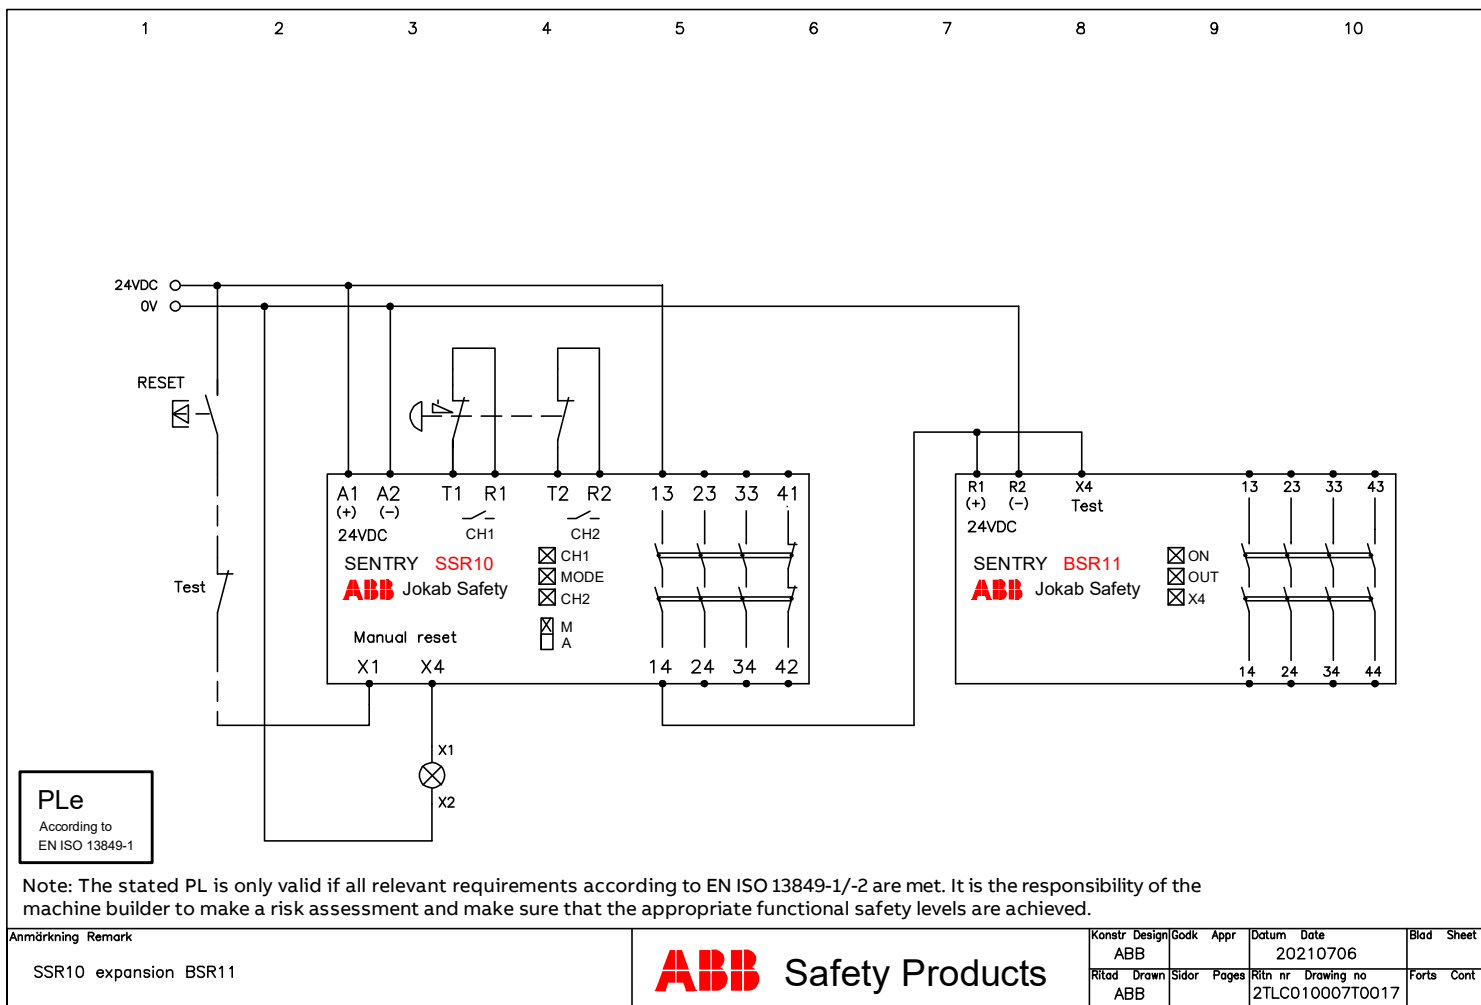 1 2 3 4 5 6 7 8 9 10
24VDC
0V
RESET
A1 A2 T1 R1 T2 R2 13 23 33 41
(+) (-)
24VDC
CH1 CH2
SENTRY SSR10
ABB Jokab Safety
CH1
MODE
CH2
M
A
Manual reset
X1 X4
14 24 34 42
Test
R1 R2 X4 13 23 33 43
(+) (-) Test
24VDC
SENTRY BSR11
ABB Jokab Safety
ON
OUT
X4
14 24 34 44
X1
X2
PLe
According to
EN ISO 13849-1
Note: The stated PL is only valid if all relevant requirements according to EN ISO 13849-1/-2 are met. It is the responsibility of the
machine builder to make a risk assessment and make sure that the appropriate functional safety levels are achieved.
Anmärkning Remark
SSR10 expansion BSR11
ABB Safety Products
Konstr Design Godk Appr Datum Date Blad Sheet
ABB 20210706
Ritad Drawn Sidor Pages Ritn nr Drawing no Forts Cont
ABB 2TLC010007T0017